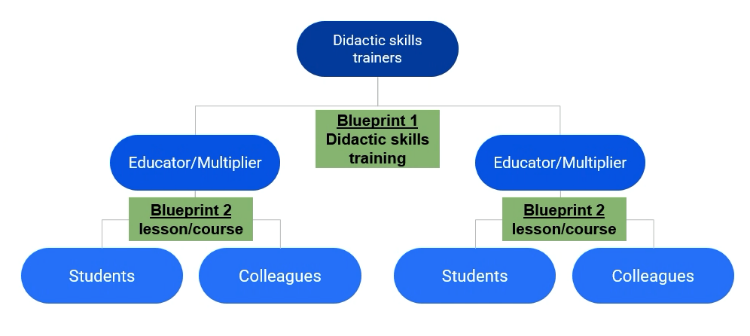 Didactic skills
trainers
Blueprint 1
Didactic skills
training
Educator/Multiplier
Educator/Multiplier
Blueprint 2
lesson/course
Blueprint 2
lesson/course
Students
Colleagues
Students
Colleagues